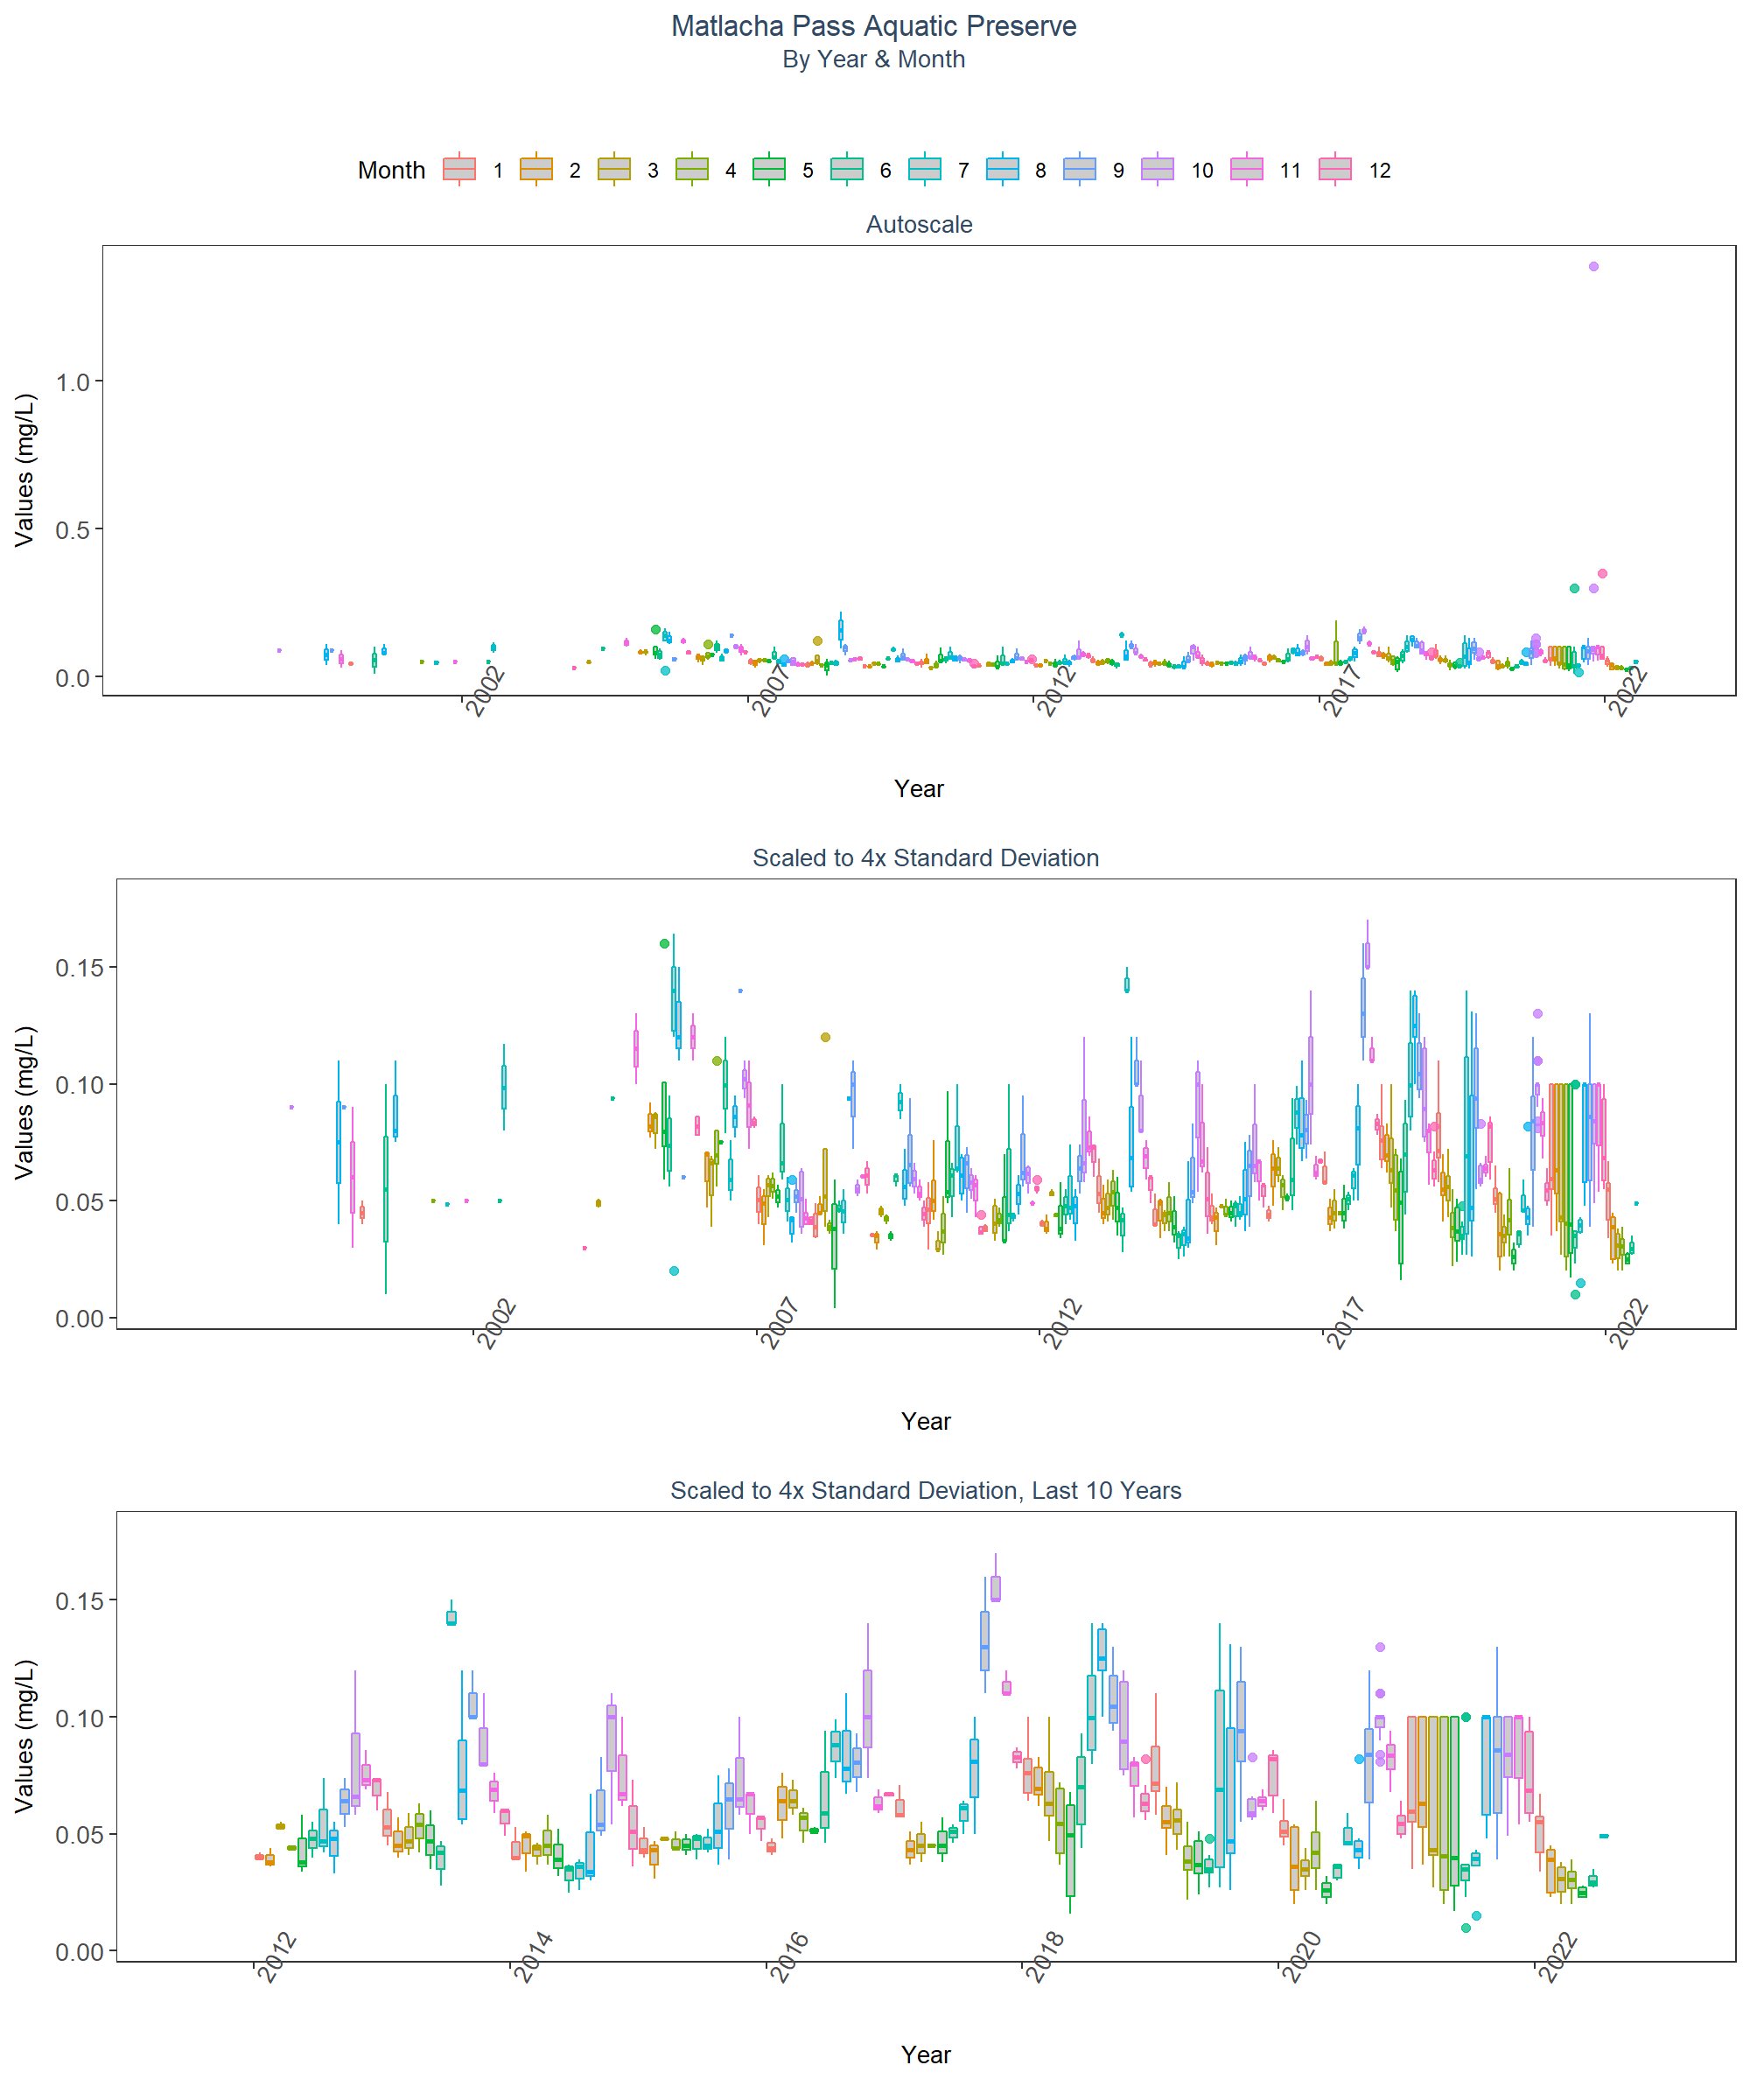 Matlacha Pass Aquatic Preserve
By Year & Month
Month 1 2 3 4 5 6 7 8 9 10 11 12
Autoscale
Values (mg/L)
1.0
0.5
0.0
2002 2007 2012 2017 2022
Year
Scaled to 4x Standard Deviation
Values (mg/L)
0.15
0.10
0.05
0.00
2002 2007 2012 2017 2022
Year
Scaled to 4x Standard Deviation, Last 10 Years
Values (mg/L)
0.15
0.10
0.05
0.00
2012 2014 2016 2018 2020 2022
Year